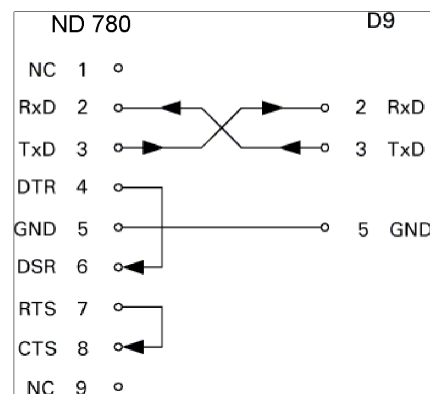 ND 780 D9
NC 1
RxD 2 2 RxD
TxD 3 3 TxD
DTR 4
GND 5 5 GND
DSR 6
RTS 7
CTS 8
NC 9